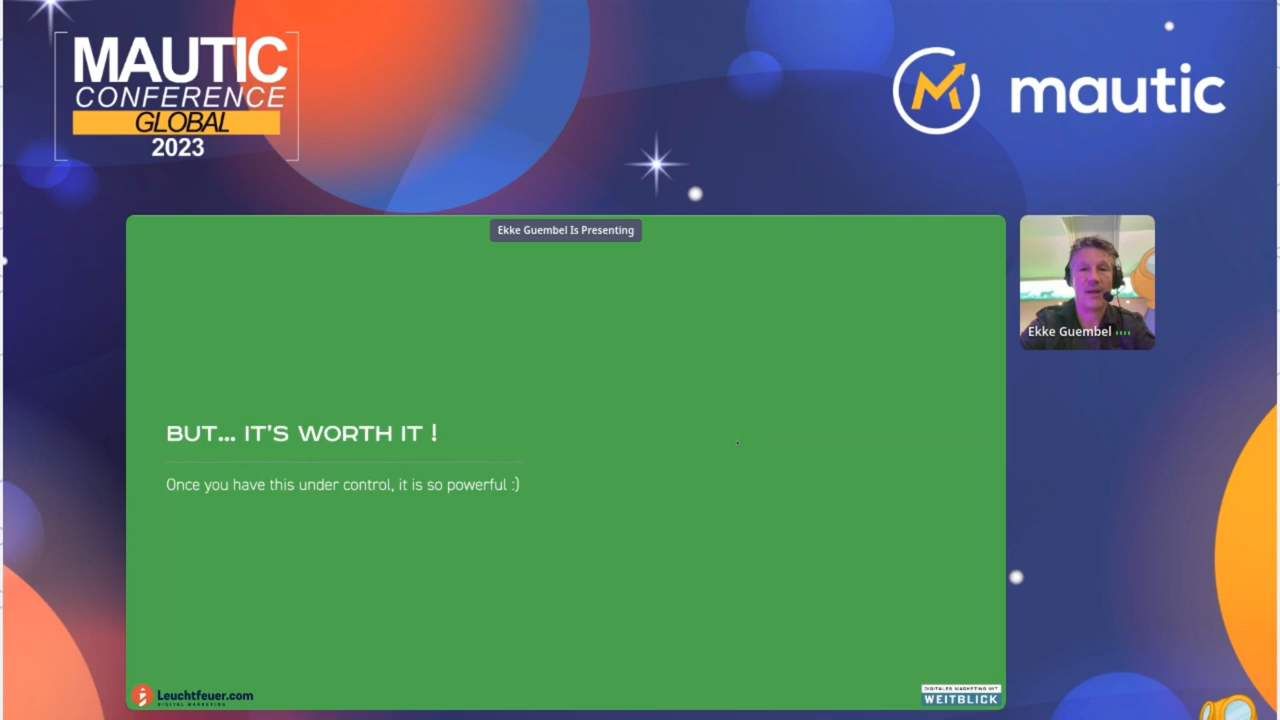 MAUTIC
CONFERENCE
GLOBAL
2023
mautic
Ekke Guembel Is Presenting
Ekke Guembel
BUT... IT'S WORTH IT !
Once you have this under control, it is so powerful :)
Leuchtfeuer.com
DIGITAL MARKETING
DIGITALES MARKETING MIT
WEITBLICK